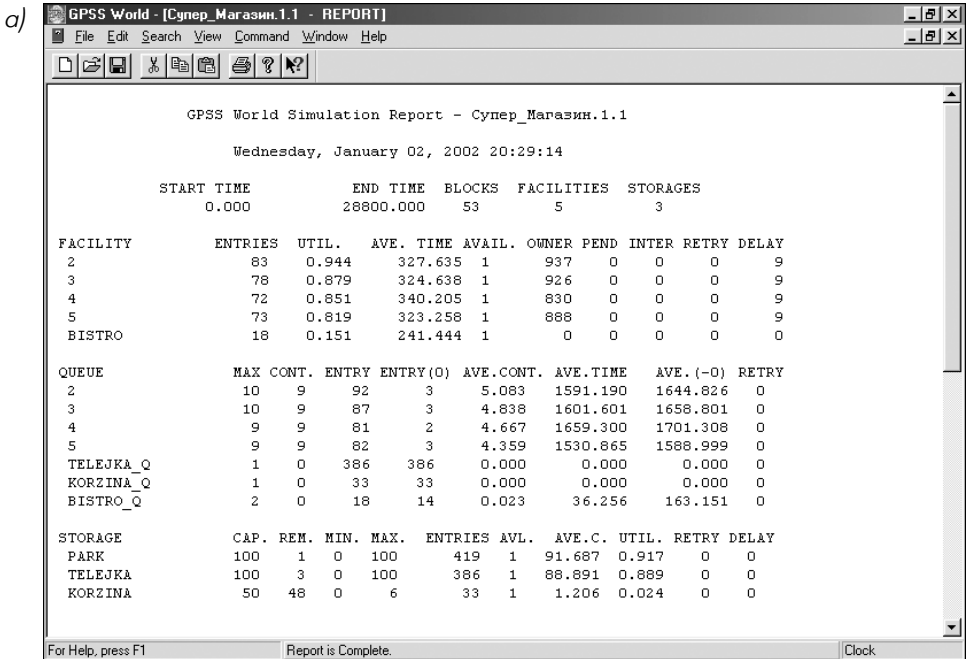 а)
GPSS World - [Супер_Магазин.1.1 - REPORT]
File Edit Search View Command Window Help
GPSS World Simulation Report - Супер_Магазин.1.1
Wednesday, January 02, 2002 20:29:14
START TIME END TIME BLOCKS FACILITIES STORAGES
0.000 28800.000 53 5 3
FACILITY ENTRIES UTIL. AVE. TIME AVAIL. OWNER PEND INTER RETRY DELAY
2 83 0.944 327.635 1 937 0 0 0 9
3 78 0.879 324.638 1 926 0 0 0 9
4 72 0.851 340.205 1 830 0 0 0 9
5 73 0.819 323.258 1 888 0 0 0 9
BISTRO 18 0.151 241.444 1 0 0 0 0 0
QUEUE MAX CONT. ENTRY ENTRY(0) AVE.CONT. AVE.TIME AVE.(-0) RETRY
2 10 9 92 3 5.083 1591.190 1644.826 0
3 10 9 87 3 4.838 1601.601 1658.801 0
4 9 9 81 2 4.667 1659.300 1701.308 0
5 9 9 82 3 4.359 1530.865 1588.999 0
TELEJKA_Q 1 0 386 386 0.000 0.000 0.000 0
KORZINA_Q 1 0 33 33 0.000 0.000 0.000 0
BISTRO_Q 2 0 18 14 0.023 36.256 163.151 0
STORAGE CAP. REM. MIN. MAX. ENTRIES AVL. AVE.C. UTIL. RETRY DELAY
PARK 100 1 0 100 419 1 91.687 0.917 0 0
TELEJKA 100 3 0 100 386 1 88.891 0.889 0 0
KORZINA 50 48 0 6 33 1 1.206 0.024 0 0
For Help, press F1 Report is Complete. Clock